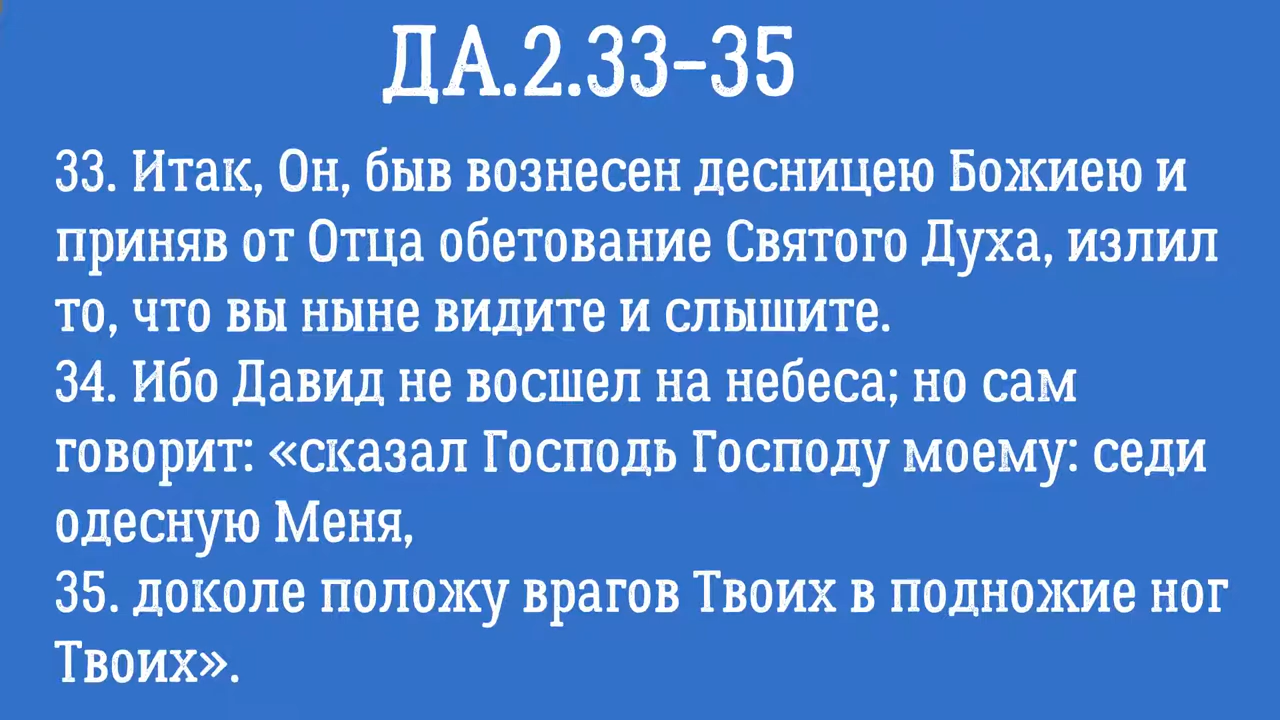 ДА.2.33-35
33. Итак, Он, быв вознесен десницею Божиею и
приняв от Отца обетование Святого Духа, излил
то, что вы ныне видите и слышите.
34. Ибо Давид не восшел на небеса; но сам
говорит: «сказал Господь Господу моему: седи
одесную Меня,
35. доколе положу врагов Твоих в подножие ног
Твоих».